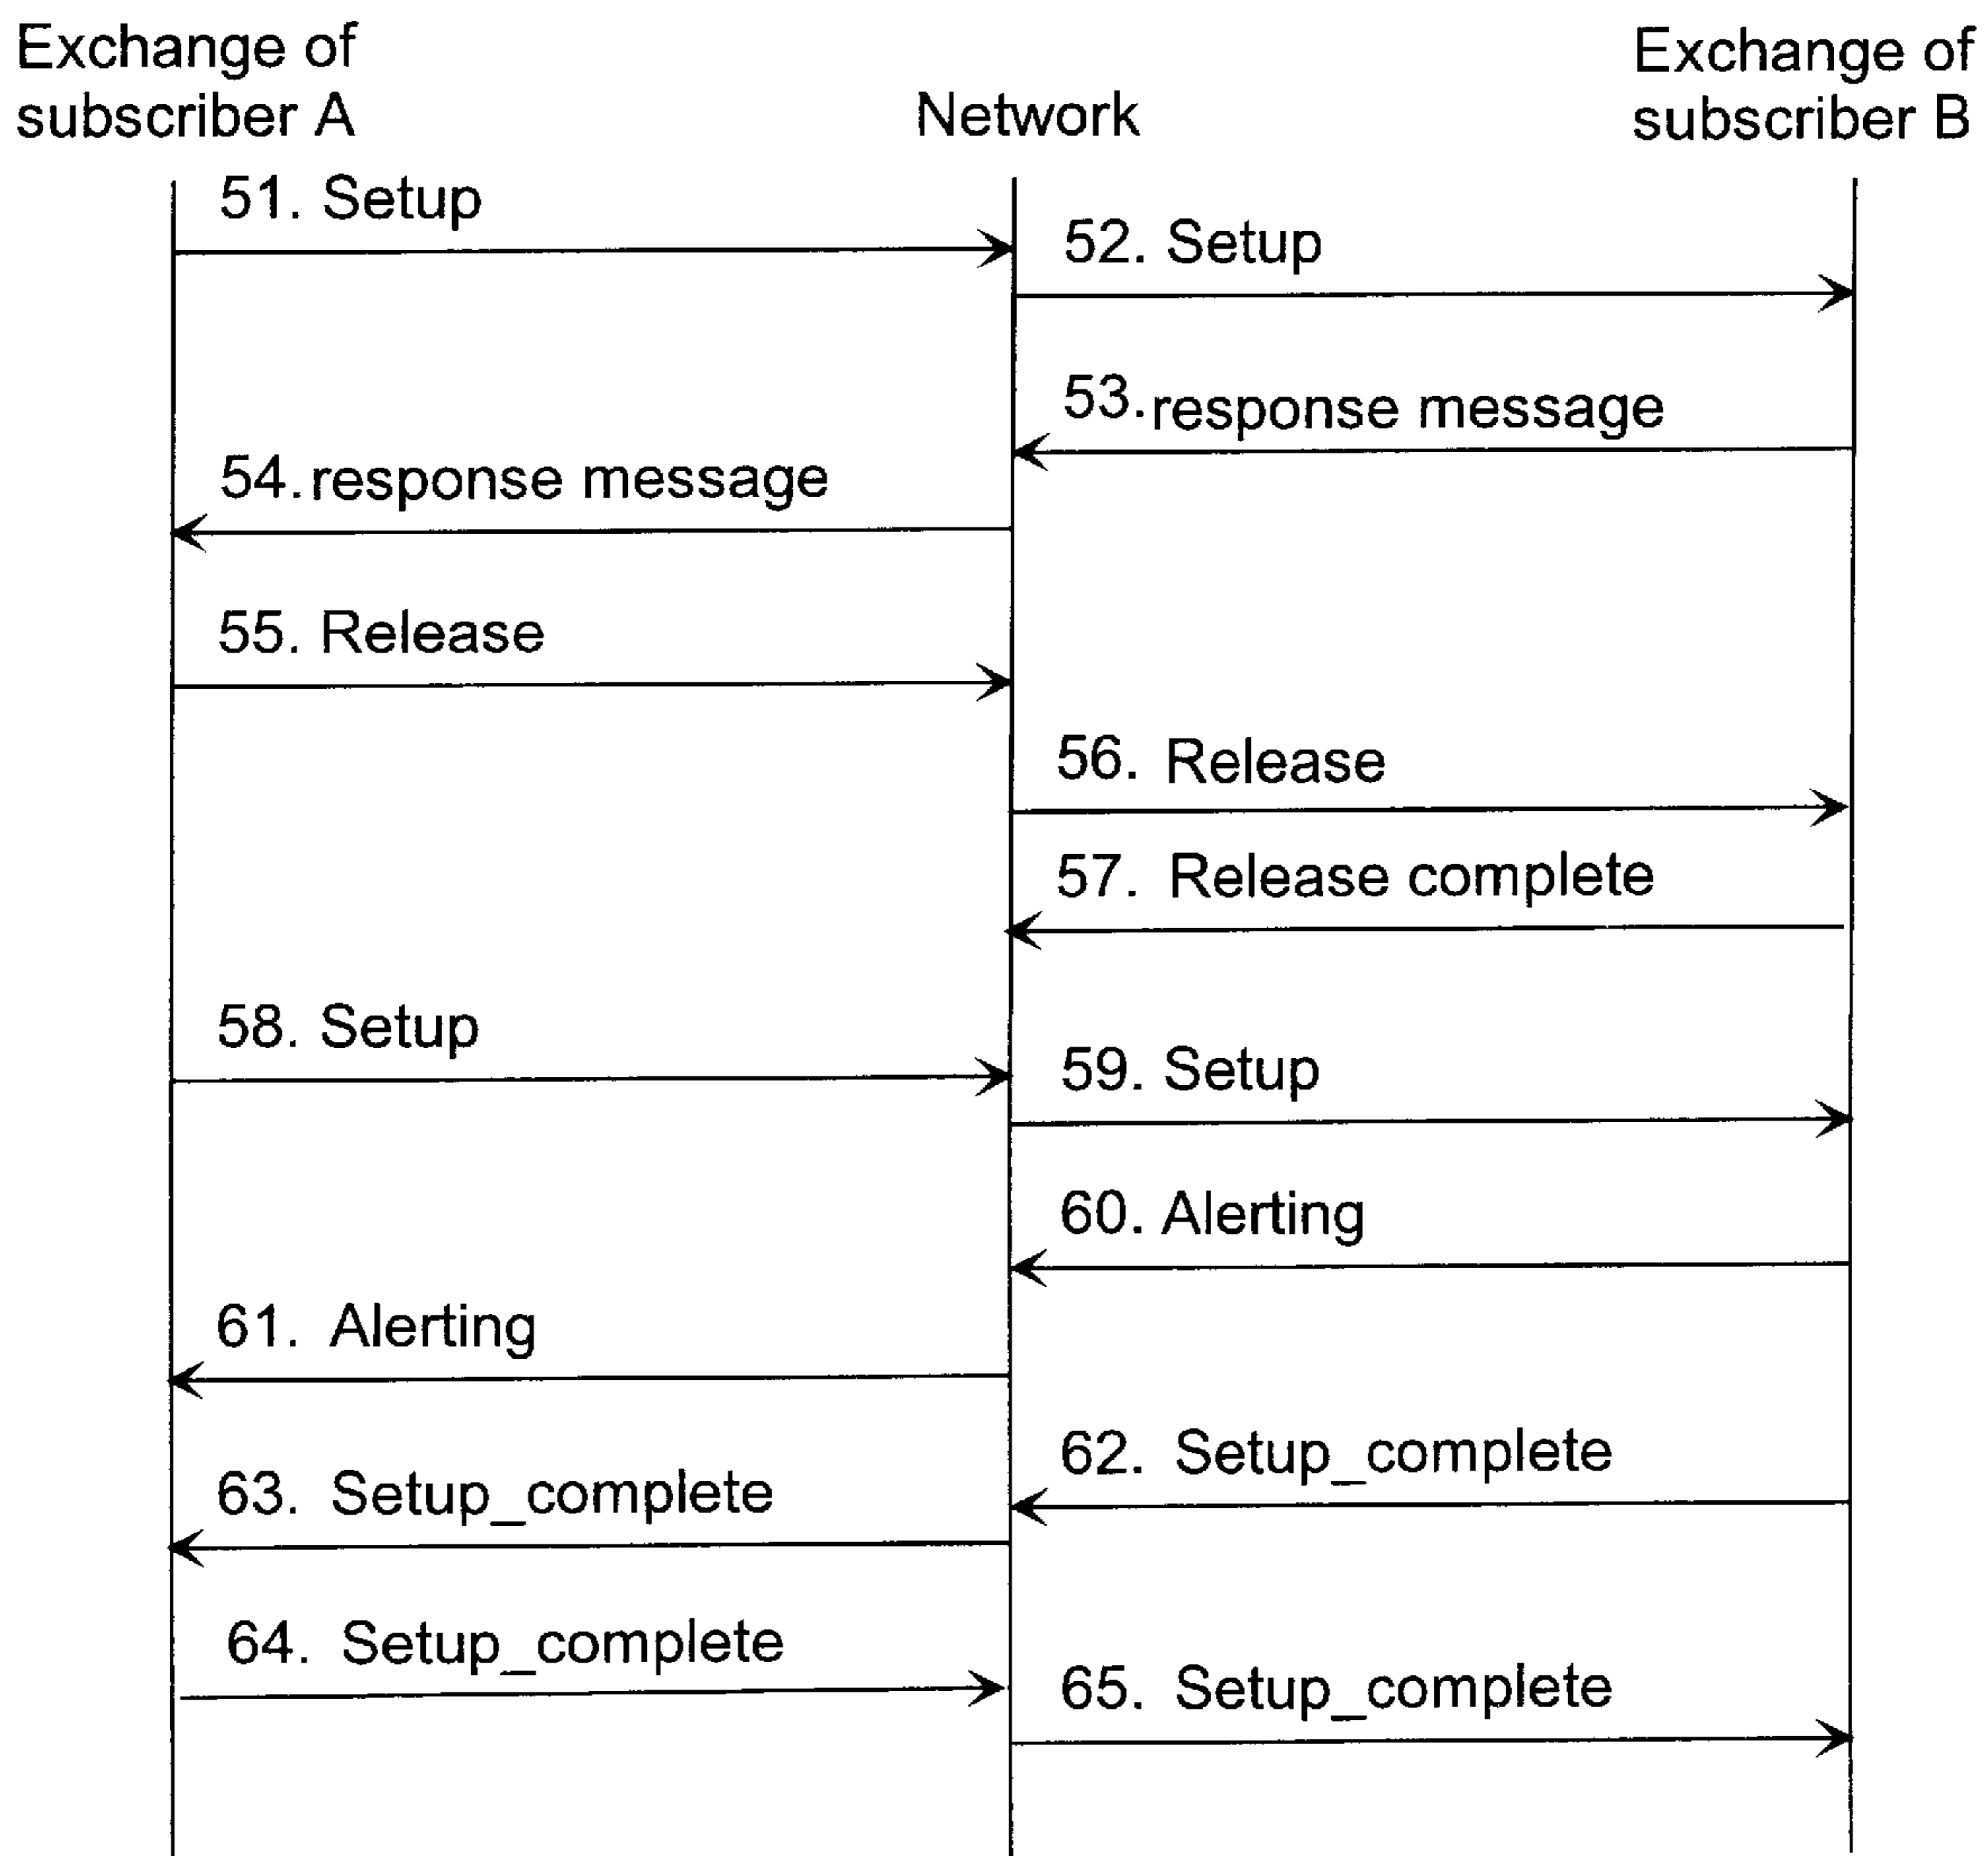 Exchange of
subscriber A
Network
Exchange of
subscriber B
51. Setup
52. Setup
53. response message
54. response message
55. Release
56. Release
57. Release complete
58. Setup
59. Setup
60. Alerting
61. Alerting
62. Setup_complete
63. Setup_complete
64. Setup_complete
65. Setup_complete